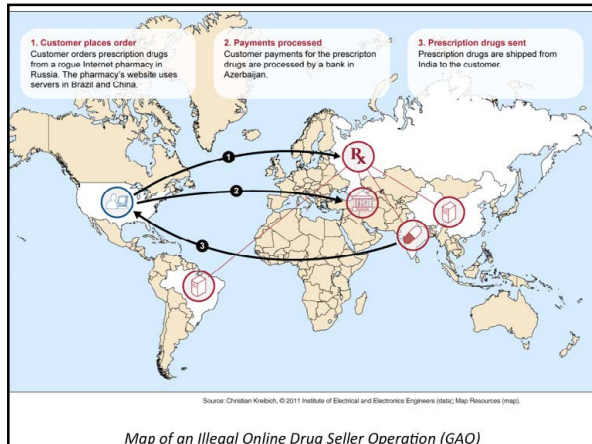 1. Customer places order
Customer orders prescription drugs
from a rogue Internet pharmacy in
Russia. The pharmacy's website uses
servers in Brazil and China.
2. Payments processed
Customer payments for the prescripton
drugs are processed by a bank in
Azerbaijan.
3. Prescription drugs sent
Prescription drugs are shipped from
India to the customer.
1
Rx
2
3
Source: Christian Kreibich, © 2011 Institute of Electrical and Electronics Engineers (data); Map Resources (map).
Map of an Illegal Online Drug Seller Operation (GAO)